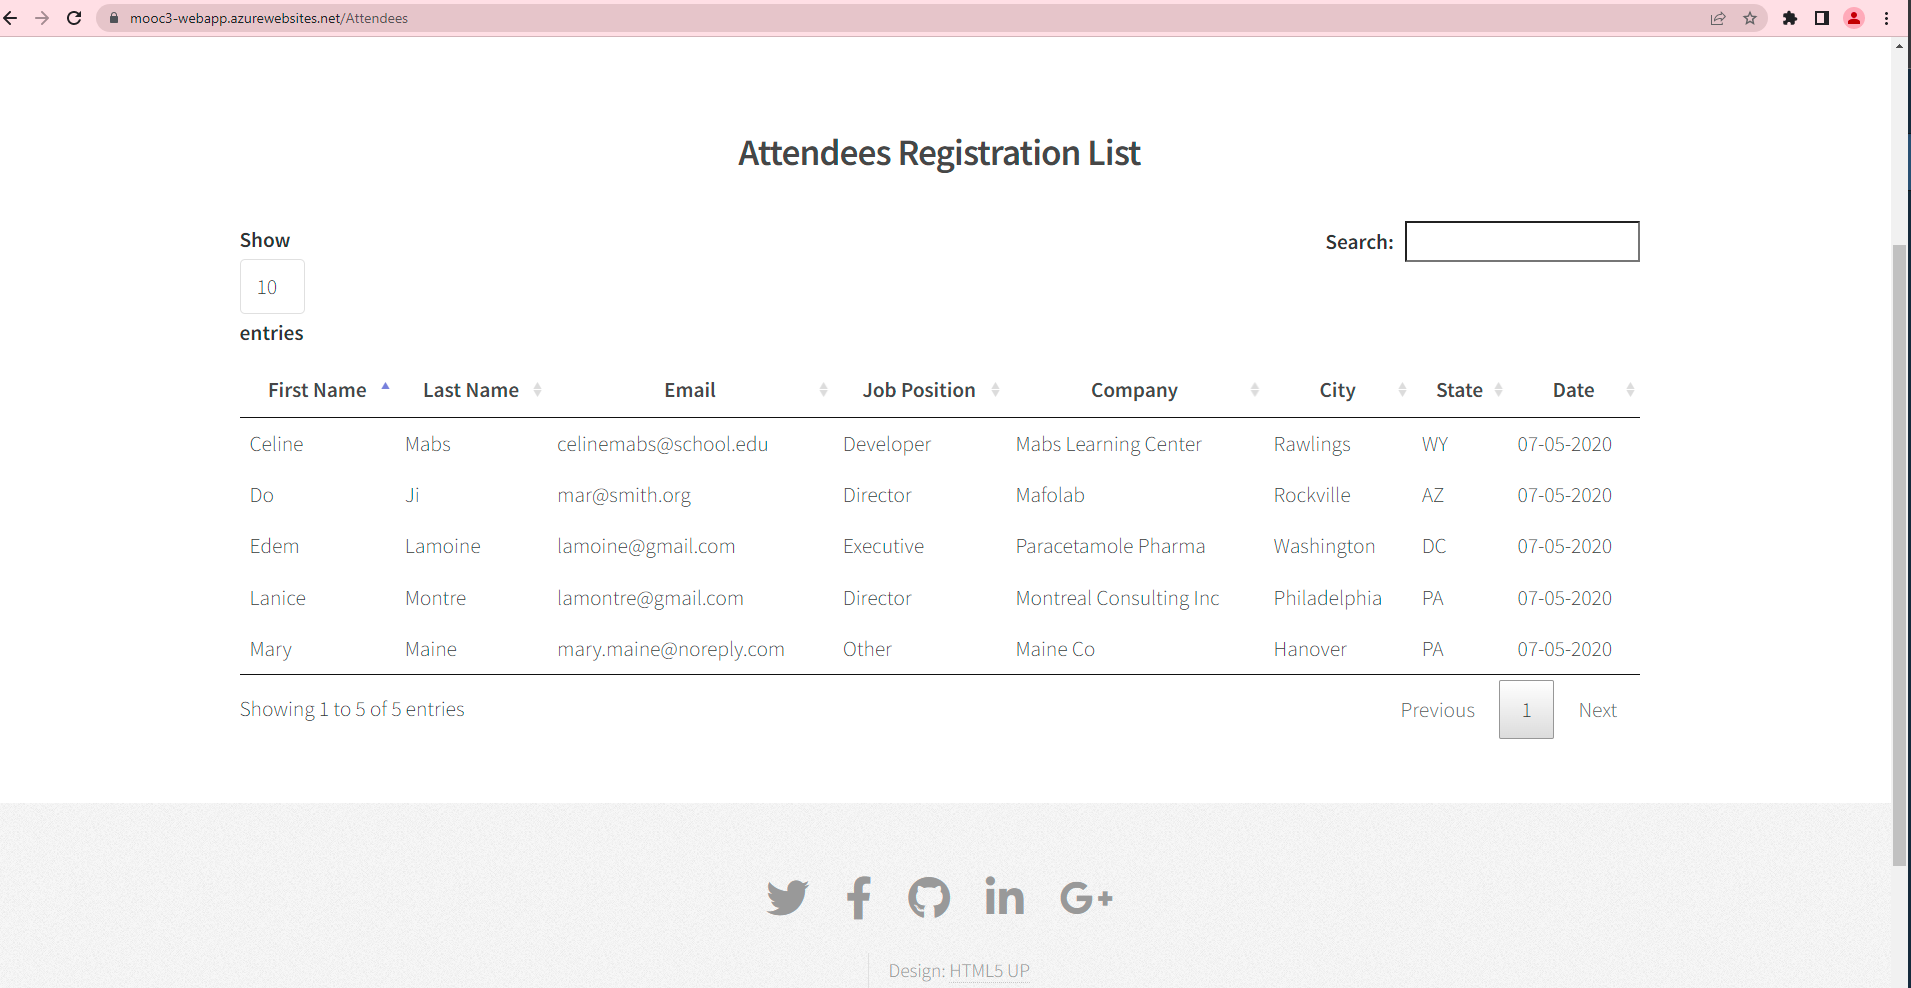 mooc3-webapp.azurewebsites.net/Attendees
Attendees Registration List
Show
10
entries
Search:
First Name Last Name Email Job Position Company City State Date
Celine Mabs celinemabs@school.edu Developer Mabs Learning Center Rawlings WY 07-05-2020
Do Ji mar@smith.org Director Mafolab Rockville AZ 07-05-2020
Edem Lamoine lamoine@gmail.com Executive Paracetamole Pharma Washington DC 07-05-2020
Lanice Montre lamontre@gmail.com Director Montreal Consulting Inc Philadelphia PA 07-05-2020
Mary Maine mary.maine@noreply.com Other Maine Co Hanover PA 07-05-2020
Showing 1 to 5 of 5 entries
Previous 1 Next
Design: HTML5 UP